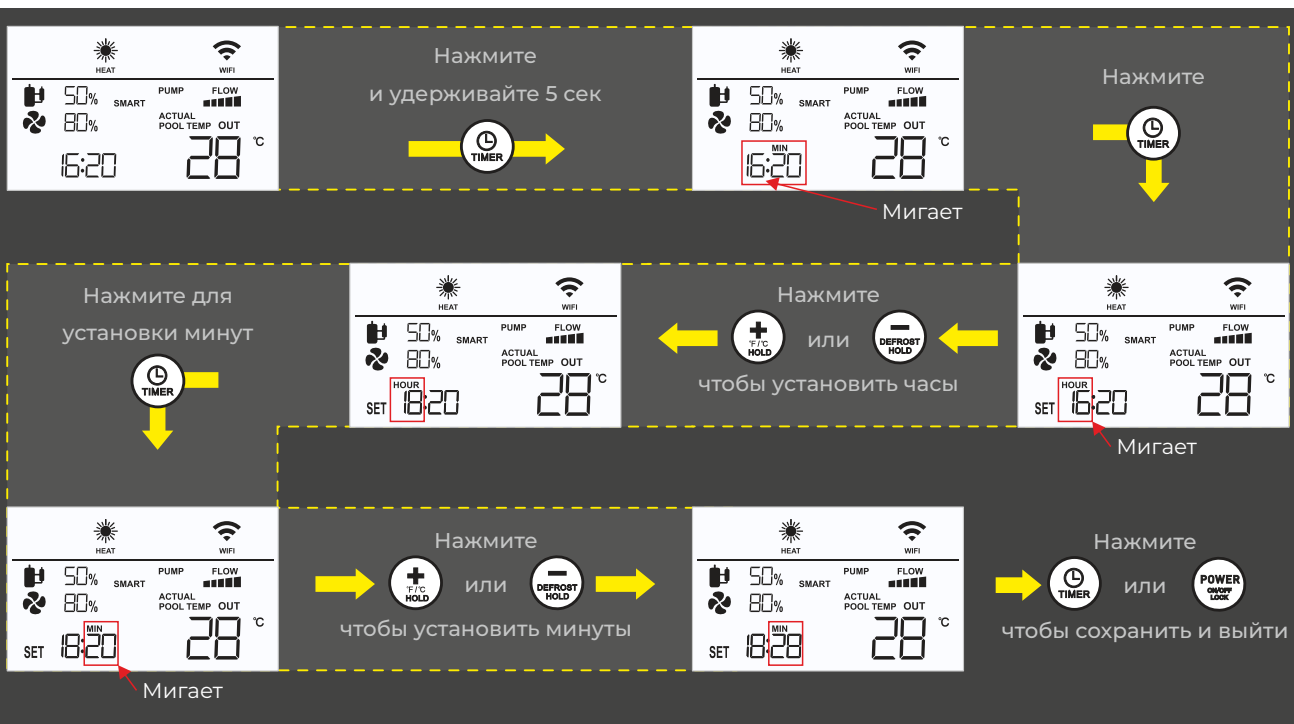 HEAT
WIFI
50%
SMART
PUMP
FLOW
80%
ACTUAL
POOL TEMP OUT
16:20
28
°C
Нажмите
и удерживайте 5 сек
TIMER
HEAT
WIFI
50%
SMART
PUMP
FLOW
80%
ACTUAL
POOL TEMP OUT
MIN
16:20
28
°C
Мигает
Нажмите
TIMER
HEAT
WIFI
50%
SMART
PUMP
FLOW
80%
ACTUAL
POOL TEMP OUT
HOUR
SET
16:20
28
°C
Мигает
Нажмите
+
°F/°C
HOLD
или
−
DEFROST
HOLD
чтобы установить часы
HEAT
WIFI
50%
SMART
PUMP
FLOW
80%
ACTUAL
POOL TEMP OUT
HOUR
SET
18:20
28
°C
Нажмите для
установки минут
TIMER
HEAT
WIFI
50%
SMART
PUMP
FLOW
80%
ACTUAL
POOL TEMP OUT
MIN
SET
18:20
28
°C
Мигает
Нажмите
+
°F/°C
HOLD
или
−
DEFROST
HOLD
чтобы установить минуты
HEAT
WIFI
50%
SMART
PUMP
FLOW
80%
ACTUAL
POOL TEMP OUT
MIN
SET
18:28
28
°C
Нажмите
TIMER
или
POWER
ON/OFF
LOCK
чтобы сохранить и выйти